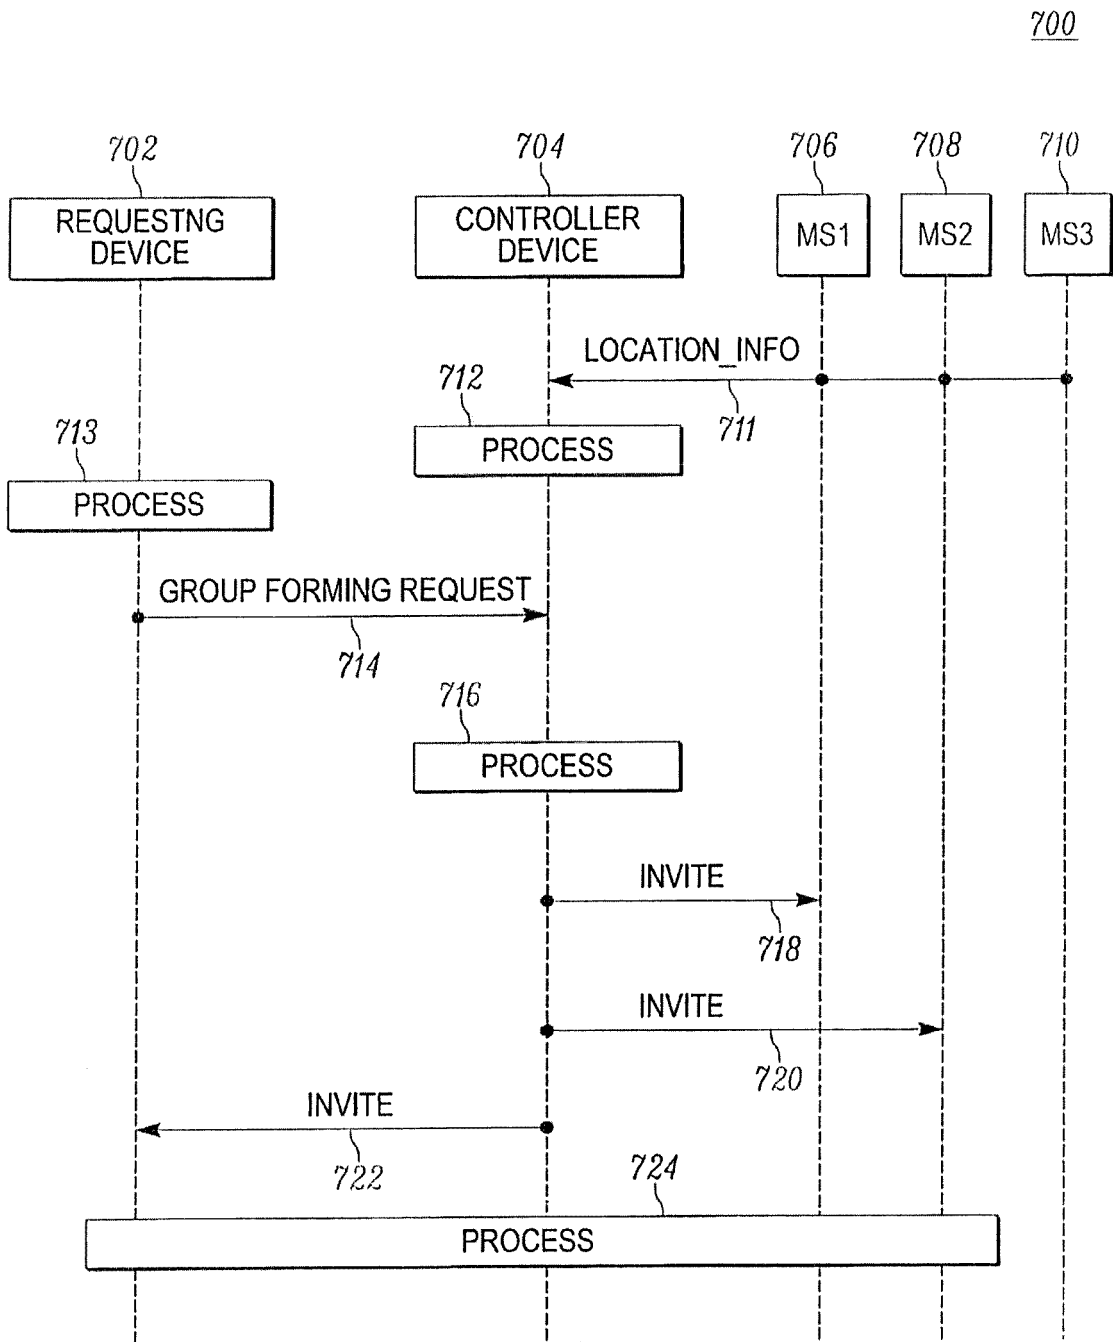 700
702
704
706
708
710
REQUESTNG
DEVICE
CONTROLLER
DEVICE
MS1
MS2
MS3
LOCATION_INFO
711
712
PROCESS
713
PROCESS
GROUP FORMING REQUEST
714
716
PROCESS
INVITE
718
INVITE
720
INVITE
722
724
PROCESS